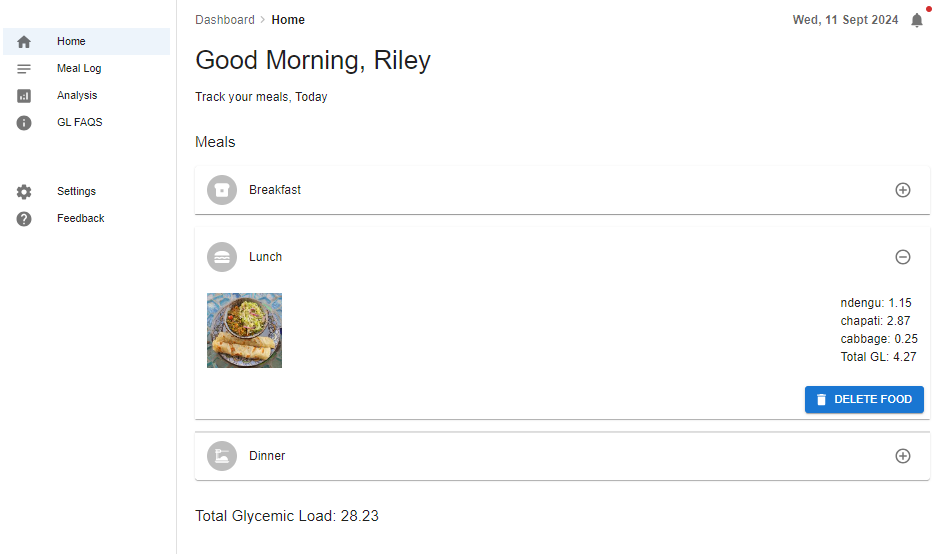 Home
Meal Log
Analysis
GL FAQS
Settings
Feedback
Dashboard > Home
Wed, 11 Sept 2024
Good Morning, Riley
Track your meals, Today
Meals
Breakfast
Lunch
ndengu: 1.15
chapati: 2.87
cabbage: 0.25
Total GL: 4.27
DELETE FOOD
Dinner
Total Glycemic Load: 28.23